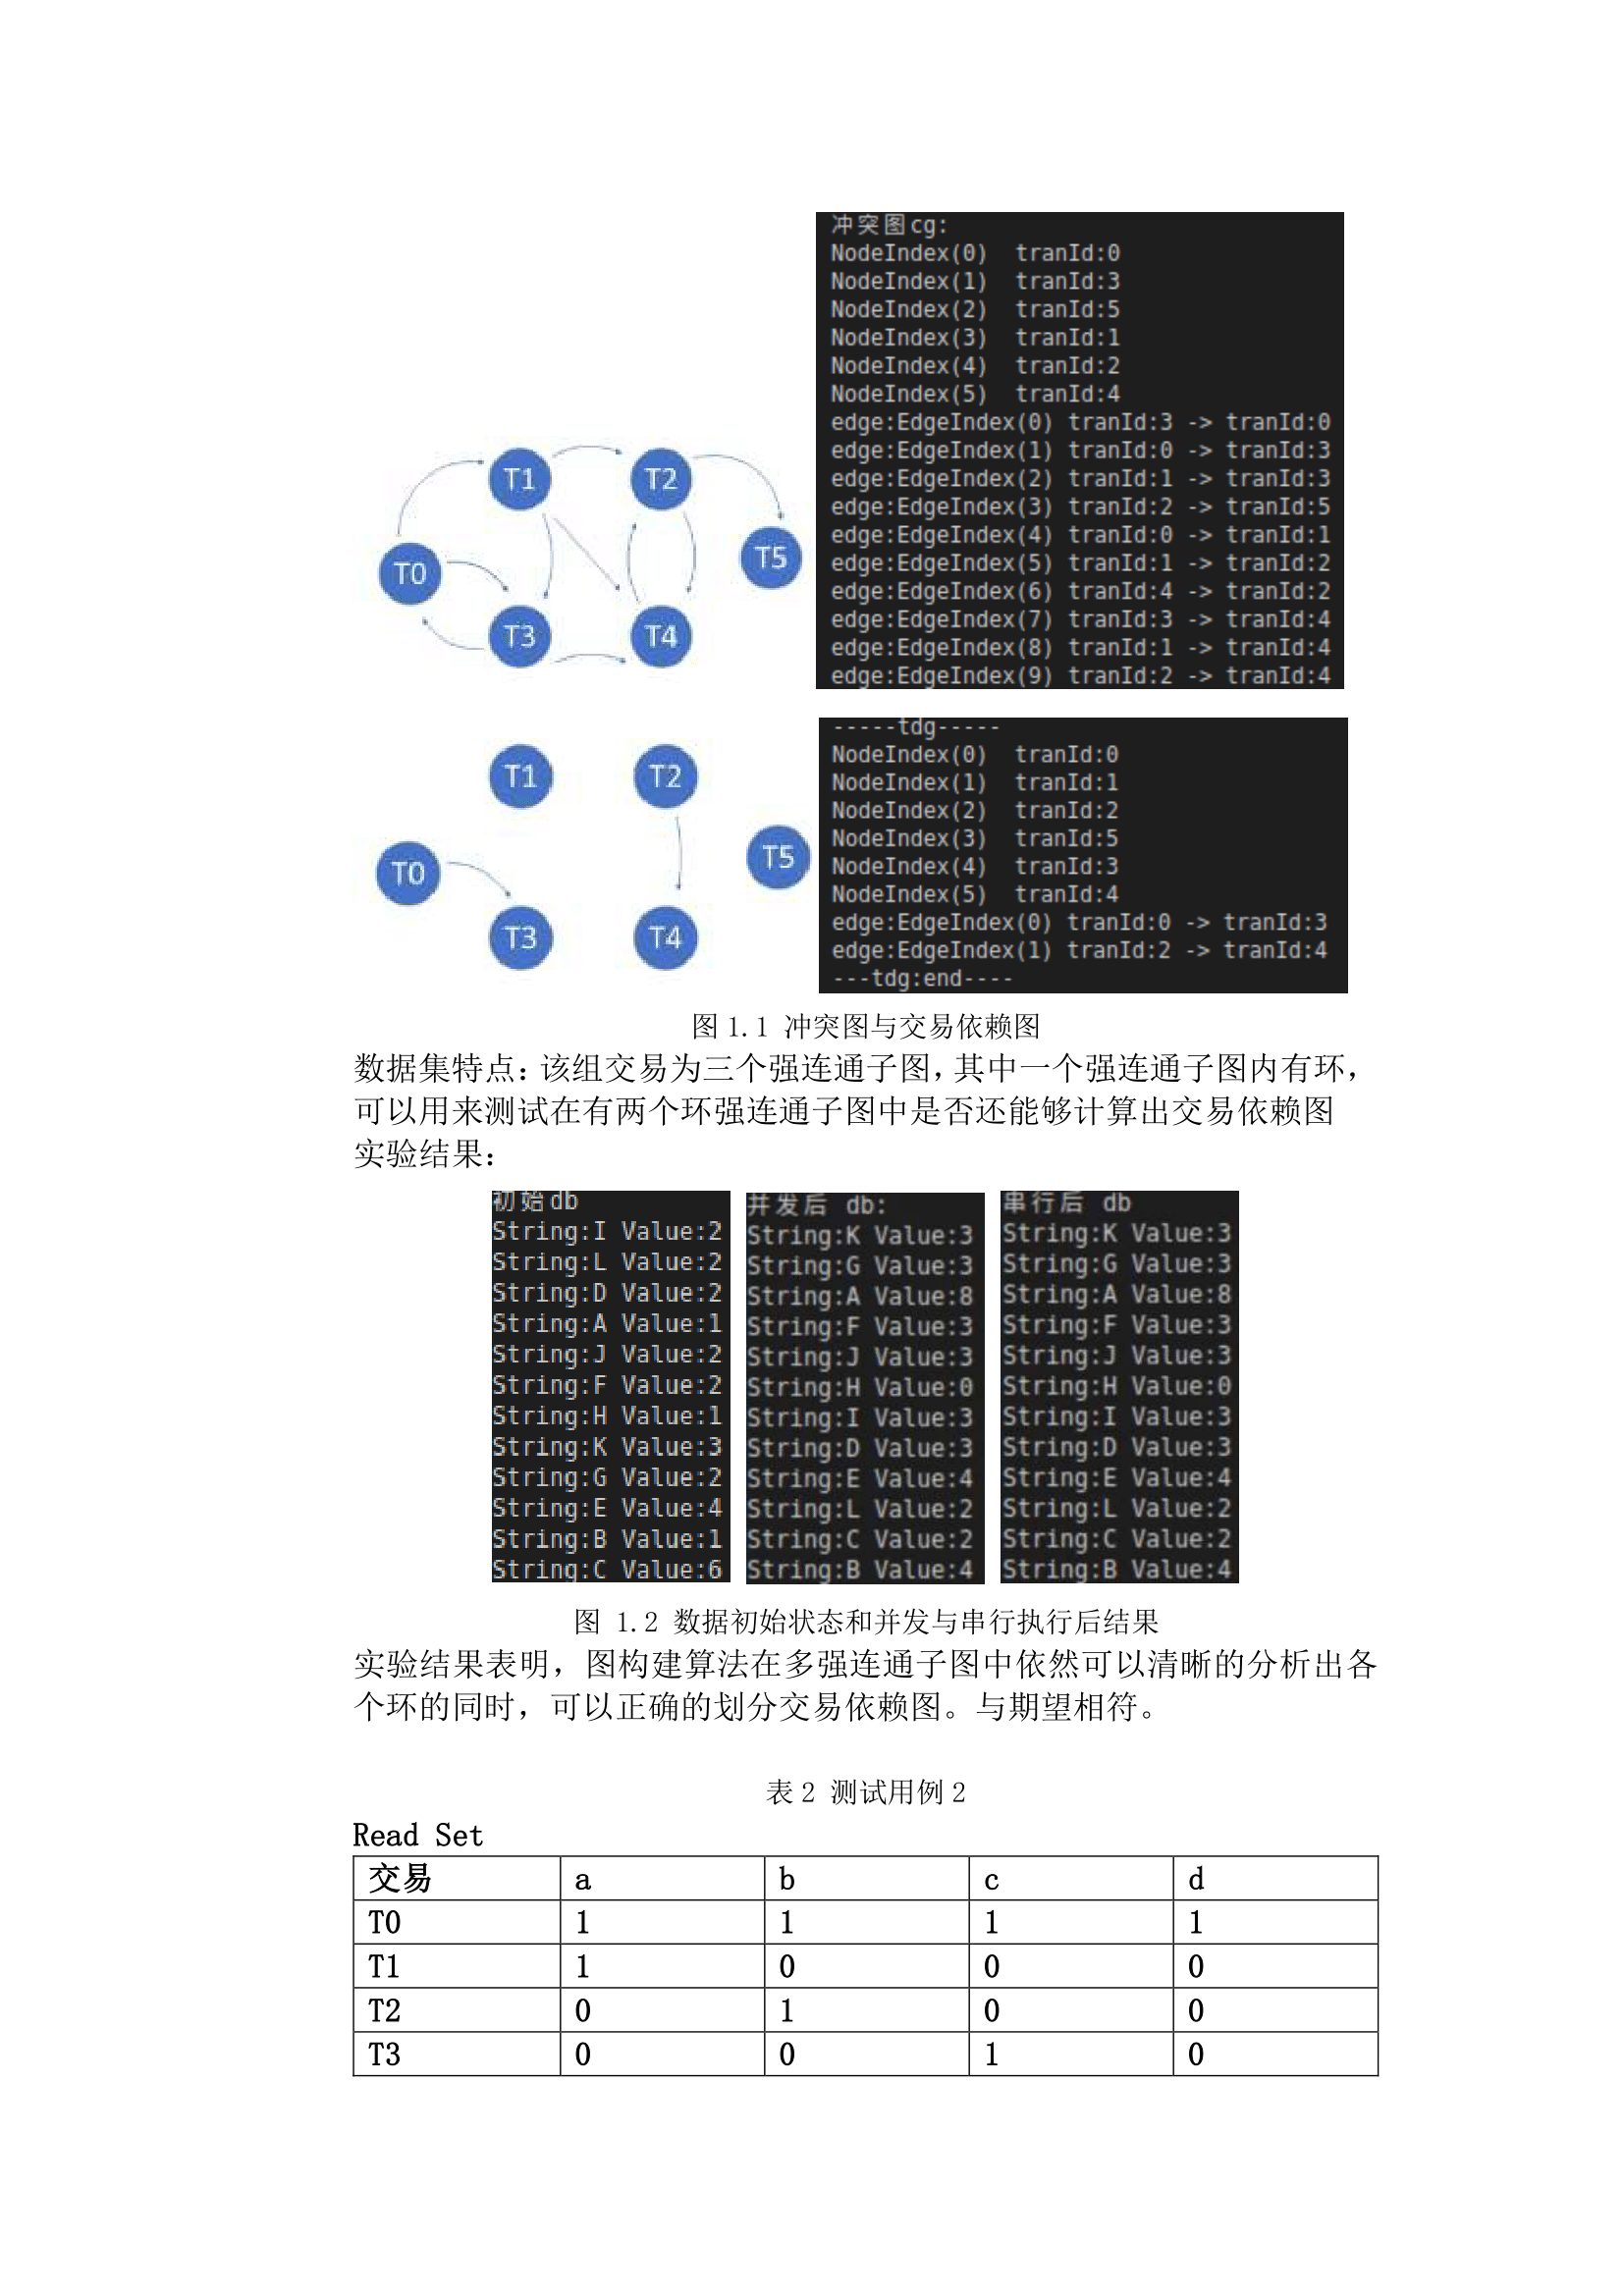 冲突图cg:
NodeIndex(0) tranId:0
NodeIndex(1) tranId:3
NodeIndex(2) tranId:5
NodeIndex(3) tranId:1
NodeIndex(4) tranId:2
NodeIndex(5) tranId:4
edge:EdgeIndex(0) tranId:3 -> tranId:0
edge:EdgeIndex(1) tranId:0 -> tranId:3
edge:EdgeIndex(2) tranId:1 -> tranId:3
edge:EdgeIndex(3) tranId:2 -> tranId:5
edge:EdgeIndex(4) tranId:0 -> tranId:1
edge:EdgeIndex(5) tranId:1 -> tranId:2
edge:EdgeIndex(6) tranId:4 -> tranId:2
edge:EdgeIndex(7) tranId:3 -> tranId:4
edge:EdgeIndex(8) tranId:1 -> tranId:4
edge:EdgeIndex(9) tranId:2 -> tranId:4
T1 T2
T5
T0
T3 T4
-----tdg-----
NodeIndex(0) tranId:0
NodeIndex(1) tranId:1
NodeIndex(2) tranId:2
NodeIndex(3) tranId:5
NodeIndex(4) tranId:3
NodeIndex(5) tranId:4
edge:EdgeIndex(0) tranId:0 -> tranId:3
edge:EdgeIndex(1) tranId:2 -> tranId:4
---tdg:end----
T1 T2
T5
T0
T3 T4
图 1.1 冲突图与交易依赖图
数据集特点：该组交易为三个强连通子图，其中一个强连通子图内有环，
可以用来测试在有两个环强连通子图中是否还能够计算出交易依赖图
实验结果：
初始db
String:I Value:2
String:L Value:2
String:D Value:2
String:A Value:1
String:J Value:2
String:F Value:2
String:H Value:1
String:K Value:3
String:G Value:2
String:E Value:4
String:B Value:1
String:C Value:6
并发后 db:
String:K Value:3
String:G Value:3
String:A Value:8
String:F Value:3
String:J Value:3
String:H Value:0
String:I Value:3
String:D Value:3
String:E Value:4
String:L Value:2
String:C Value:2
String:B Value:4
串行后 db
String:K Value:3
String:G Value:3
String:A Value:8
String:F Value:3
String:J Value:3
String:H Value:0
String:I Value:3
String:D Value:3
String:E Value:4
String:L Value:2
String:C Value:2
String:B Value:4
图 1.2 数据初始状态和并发与串行执行后结果
实验结果表明，图构建算法在多强连通子图中依然可以清晰的分析出各
个环的同时，可以正确的划分交易依赖图。与期望相符。
表 2 测试用例 2
Read Set
交易 a b c d
T0 1 1 1 1
T1 1 0 0 0
T2 0 1 0 0
T3 0 0 1 0